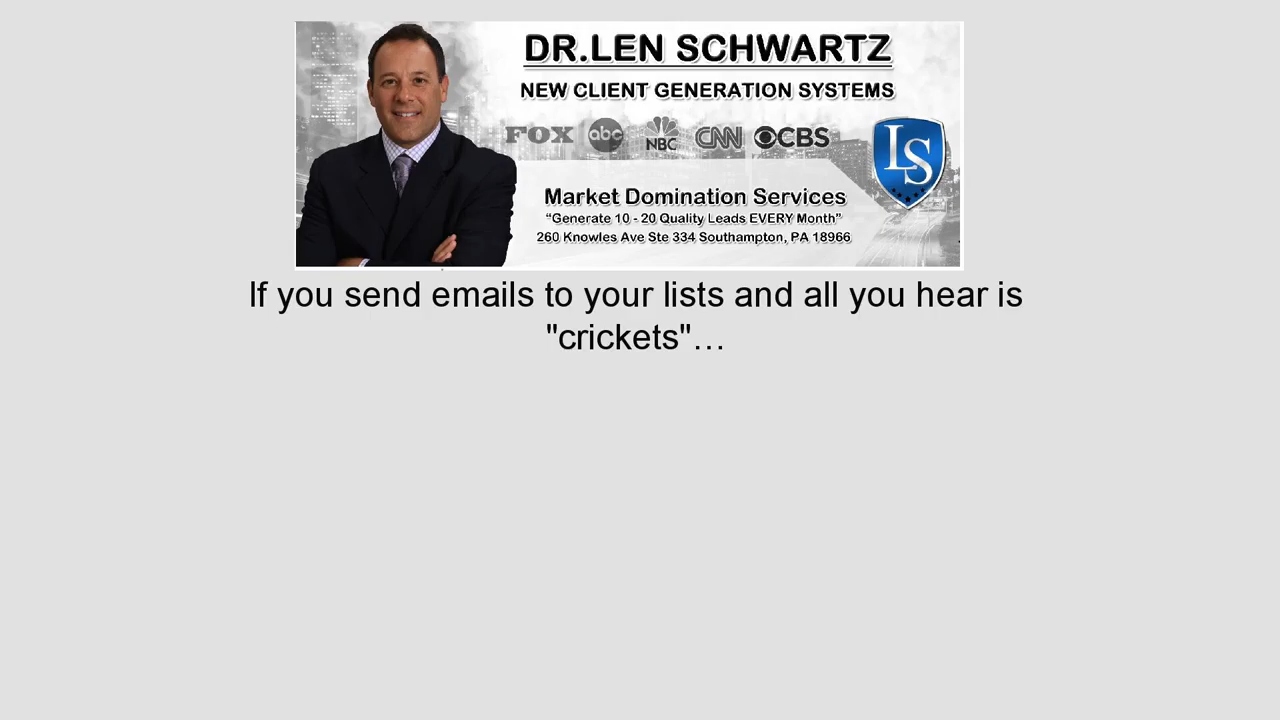 DR.LEN SCHWARTZ
NEW CLIENT GENERATION SYSTEMS
FOX abc NBC CNN CBS
LS
Market Domination Services
“Generate 10 - 20 Quality Leads EVERY Month”
260 Knowles Ave Ste 334 Southampton, PA 18966
If you send emails to your lists and all you hear is
"crickets"…